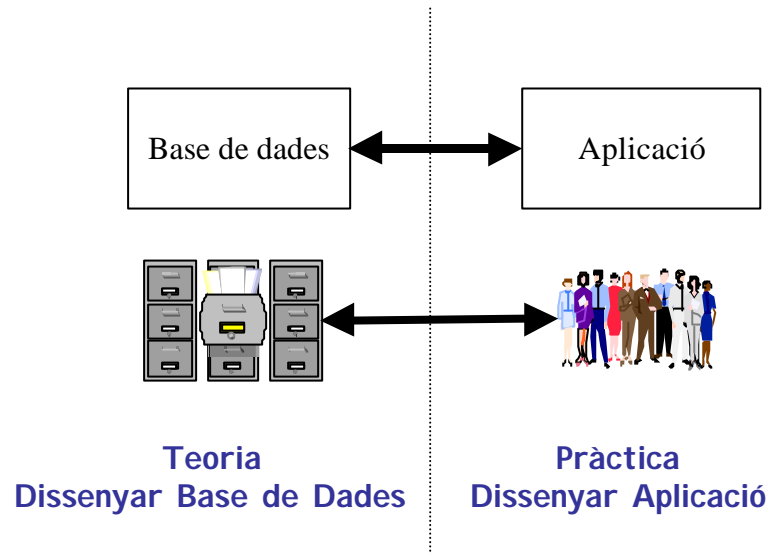 Base de dades
Aplicació
Teoria
Dissenyar Base de Dades
Pràctica
Dissenyar Aplicació